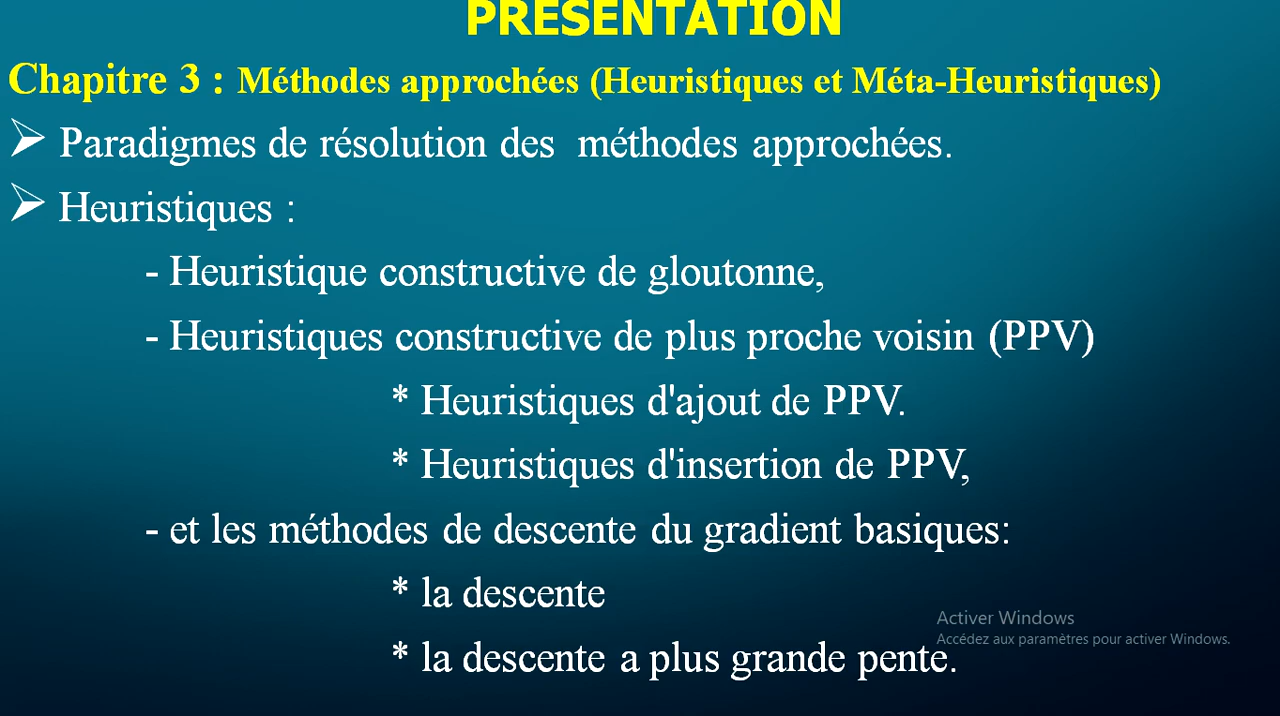 PRESENTATION
Chapitre 3 : Méthodes approchées (Heuristiques et Méta-Heuristiques)
Paradigmes de résolution des méthodes approchées.
Heuristiques :
- Heuristique constructive de gloutonne,
- Heuristiques constructive de plus proche voisin (PPV)
* Heuristiques d'ajout de PPV.
* Heuristiques d'insertion de PPV,
- et les méthodes de descente du gradient basiques:
* la descente
* la descente a plus grande pente.
Activer Windows
Accédez aux paramètres pour activer Windows.